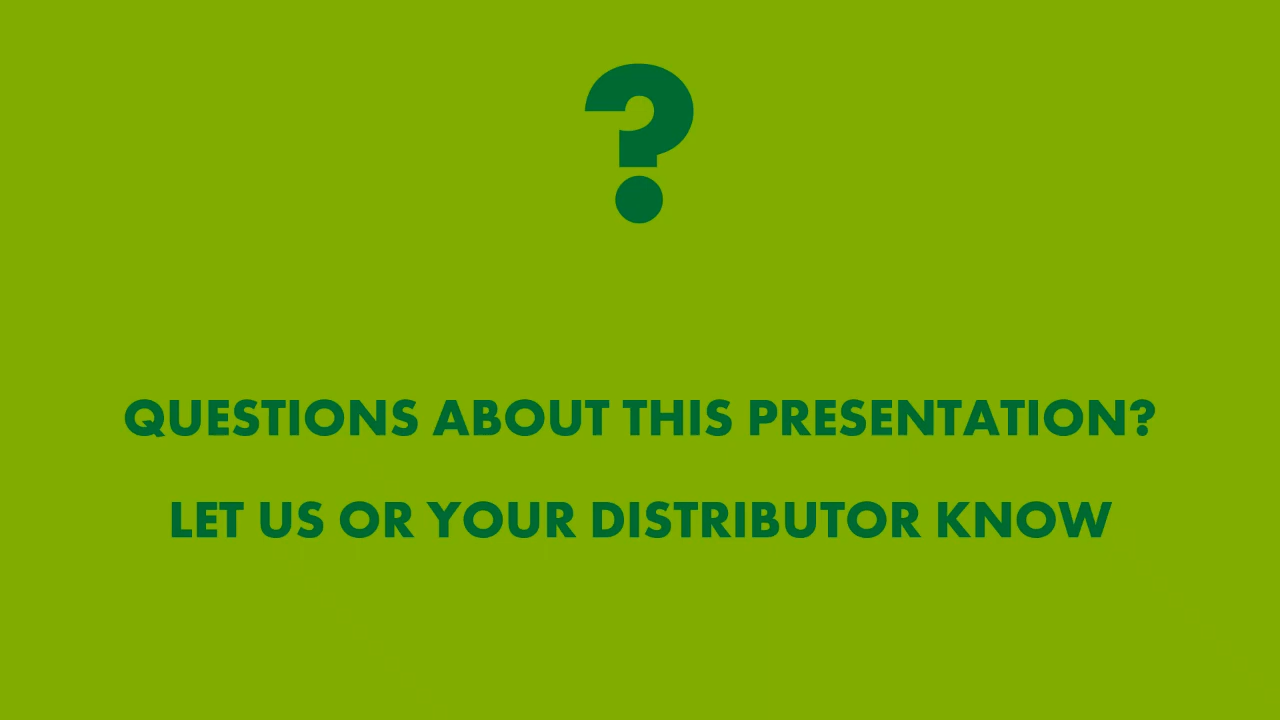 ?
QUESTIONS ABOUT THIS PRESENTATION?
LET US OR YOUR DISTRIBUTOR KNOW